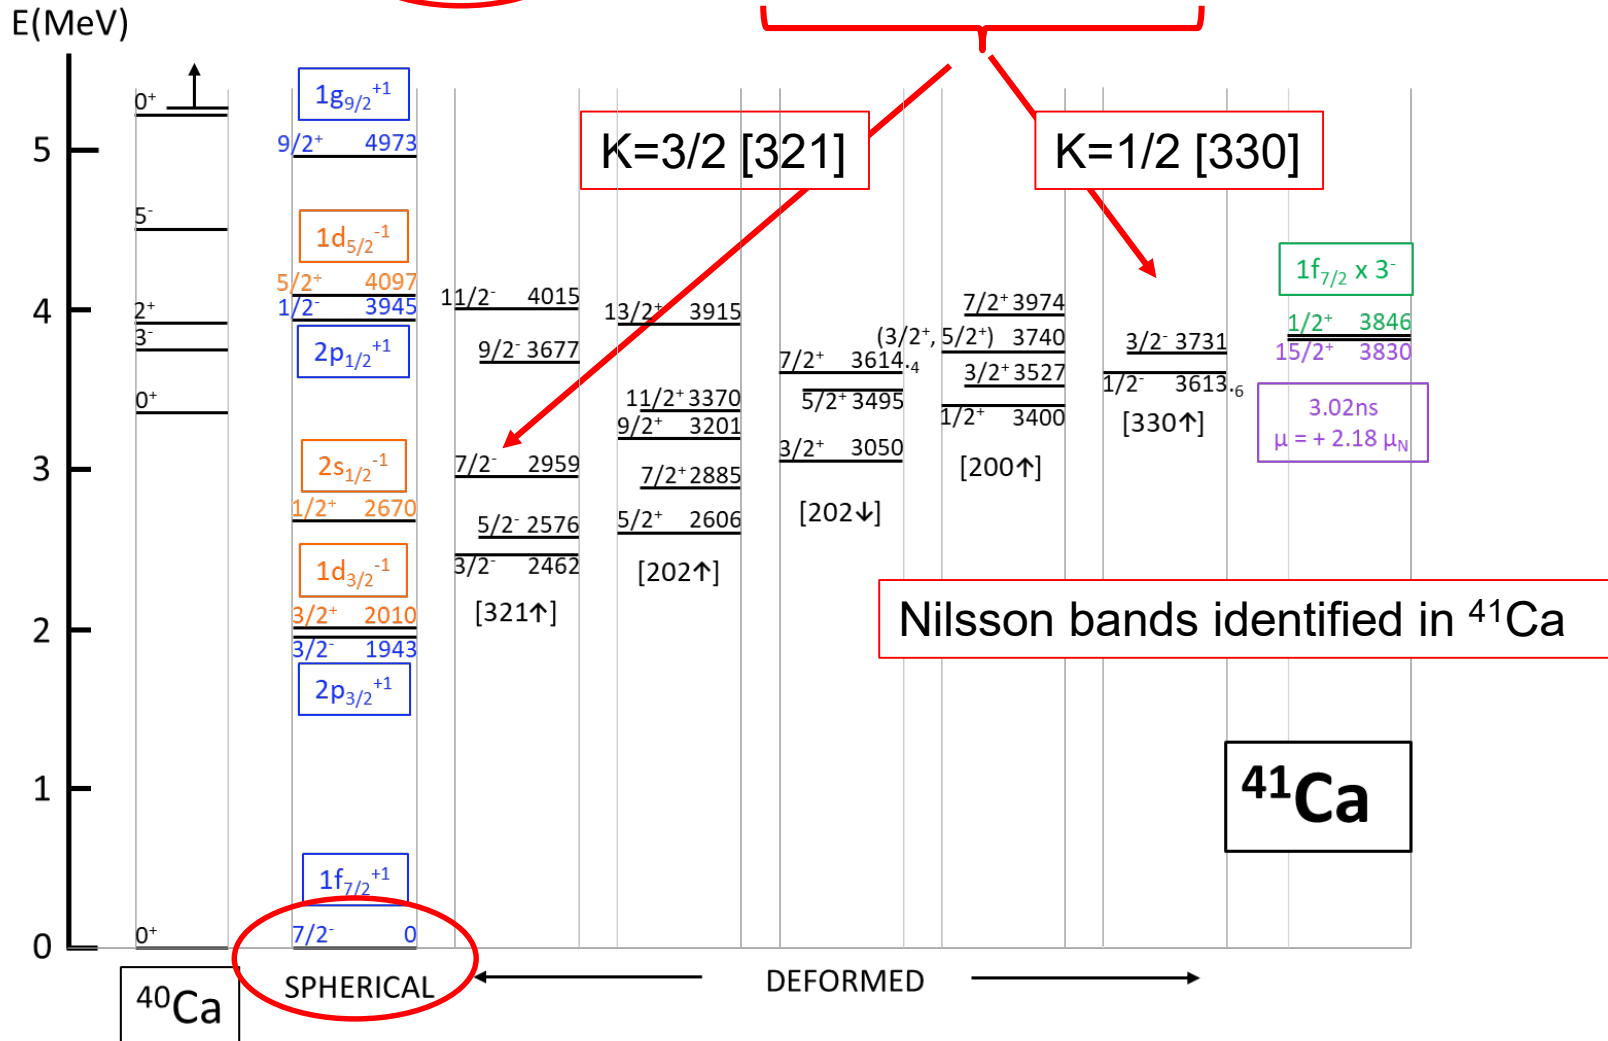 E(MeV)
5
4
3
2
1
0
0⁺
5⁻
2⁺
3⁻
0⁺
0⁺
⁴⁰Ca
1g₉/₂⁺¹
9/2⁺ 4973
1d₅/₂⁻¹
5/2⁺ 4097
1/2⁻ 3945
2p₁/₂⁺¹
2s₁/₂⁻¹
1/2⁺ 2670
1d₃/₂⁻¹
3/2⁺ 2010
3/2⁻ 1943
2p₃/₂⁺¹
1f₇/₂⁺¹
7/2⁻ 0
SPHERICAL
K=3/2 [321]
K=1/2 [330]
11/2⁻ 4015
9/2⁻ 3677
7/2⁻ 2959
5/2⁻ 2576
3/2⁻ 2462
[321↑]
13/2⁺ 3915
11/2⁺ 3370
9/2⁺ 3201
7/2⁺ 2885
5/2⁺ 2606
[202↑]
7/2⁺ 3614.₄
5/2⁺ 3495
3/2⁺ 3050
[202↓]
7/2⁺ 3974
(3/2⁺, 5/2⁺) 3740
3/2⁺ 3527
1/2⁺ 3400
[200↑]
3/2⁻ 3731
1/2⁻ 3613.₆
[330↑]
1f₇/₂ x 3⁻
1/2⁺ 3846
15/2⁺ 3830
3.02ns
μ = + 2.18 μ_N
Nilsson bands identified in ⁴¹Ca
⁴¹Ca
DEFORMED